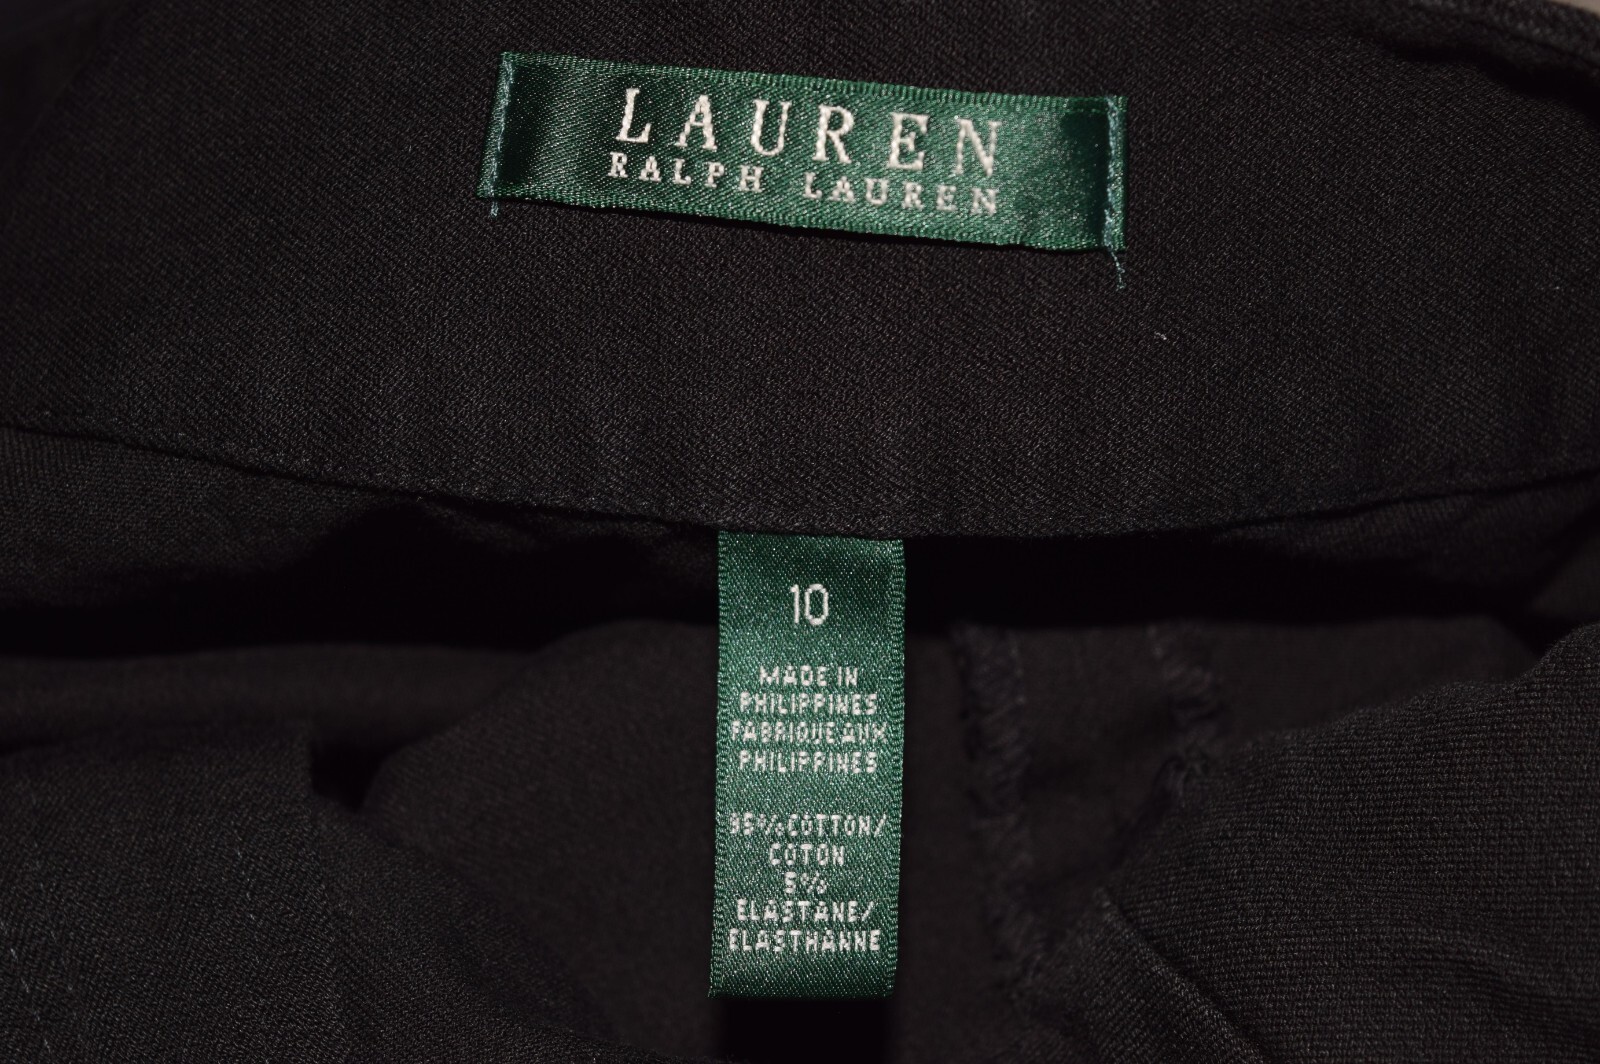 LAUREN
RALPH LAUREN
10
MADE IN
PHILIPPINES
FABRIQUE AUX
PHILIPPINES
95% COTTON/
COTON
5%
ELASTANE/
ELASTHANNE